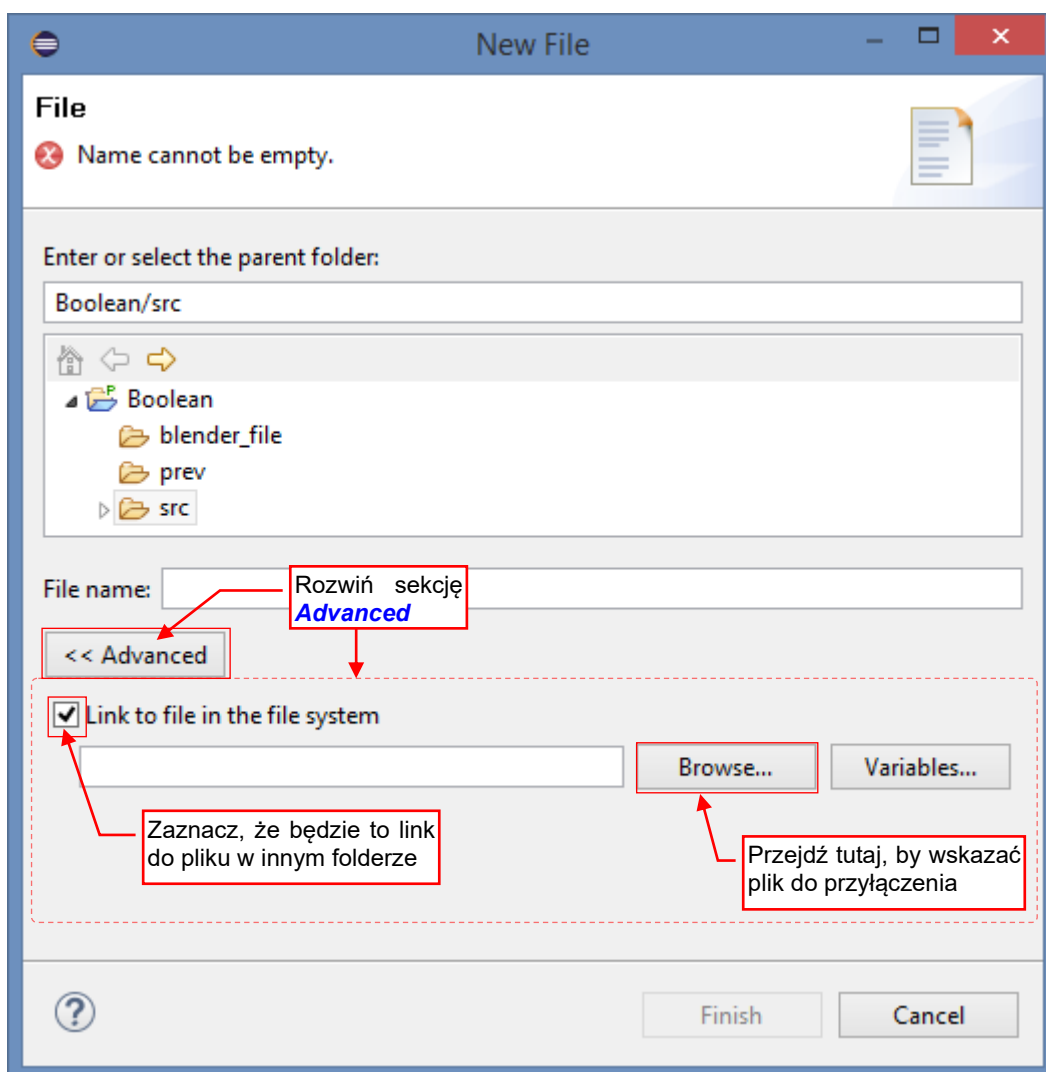 New File
File
Name cannot be empty.
Enter or select the parent folder:
Boolean/src
Boolean
blender_file
prev
src
File name:
Rozwiń sekcję
Advanced
<< Advanced
Link to file in the file system
Browse...
Variables...
Zaznacz, że będzie to link
do pliku w innym folderze
Przejdź tutaj, by wskazać
plik do przyłączenia
?
Finish
Cancel